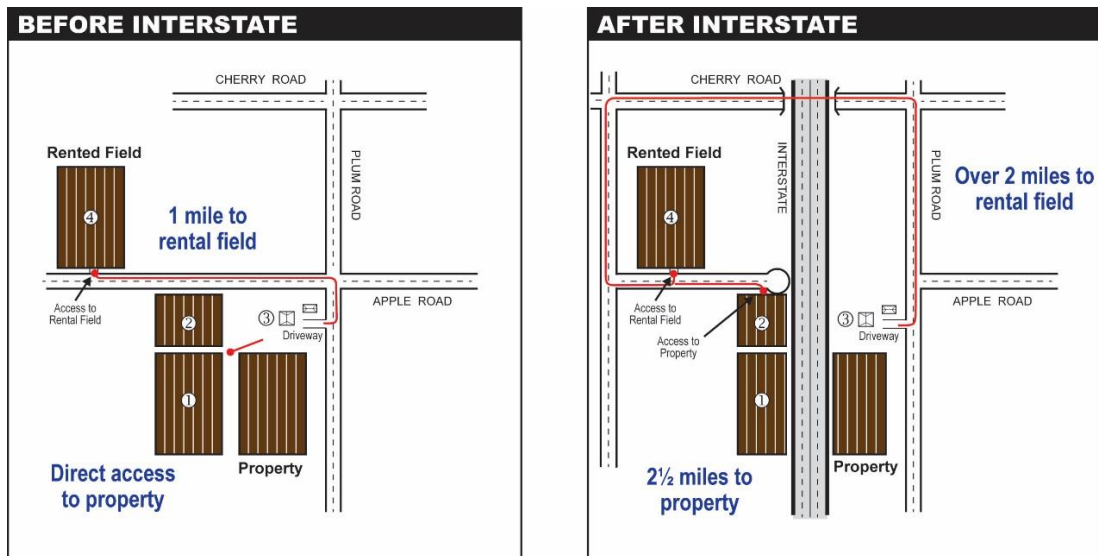 BEFORE INTERSTATE
CHERRY ROAD
PLUM ROAD
Rented Field
④
1 mile to
rental field
Access to
Rental Field
APPLE ROAD
②
③
Driveway
①
Property
Direct access
to property
AFTER INTERSTATE
CHERRY ROAD
INTERSTATE
PLUM ROAD
Rented Field
④
Over 2 miles to
rental field
Access to
Rental Field
APPLE ROAD
②
③
Driveway
Access to
Property
①
Property
2½ miles to
property